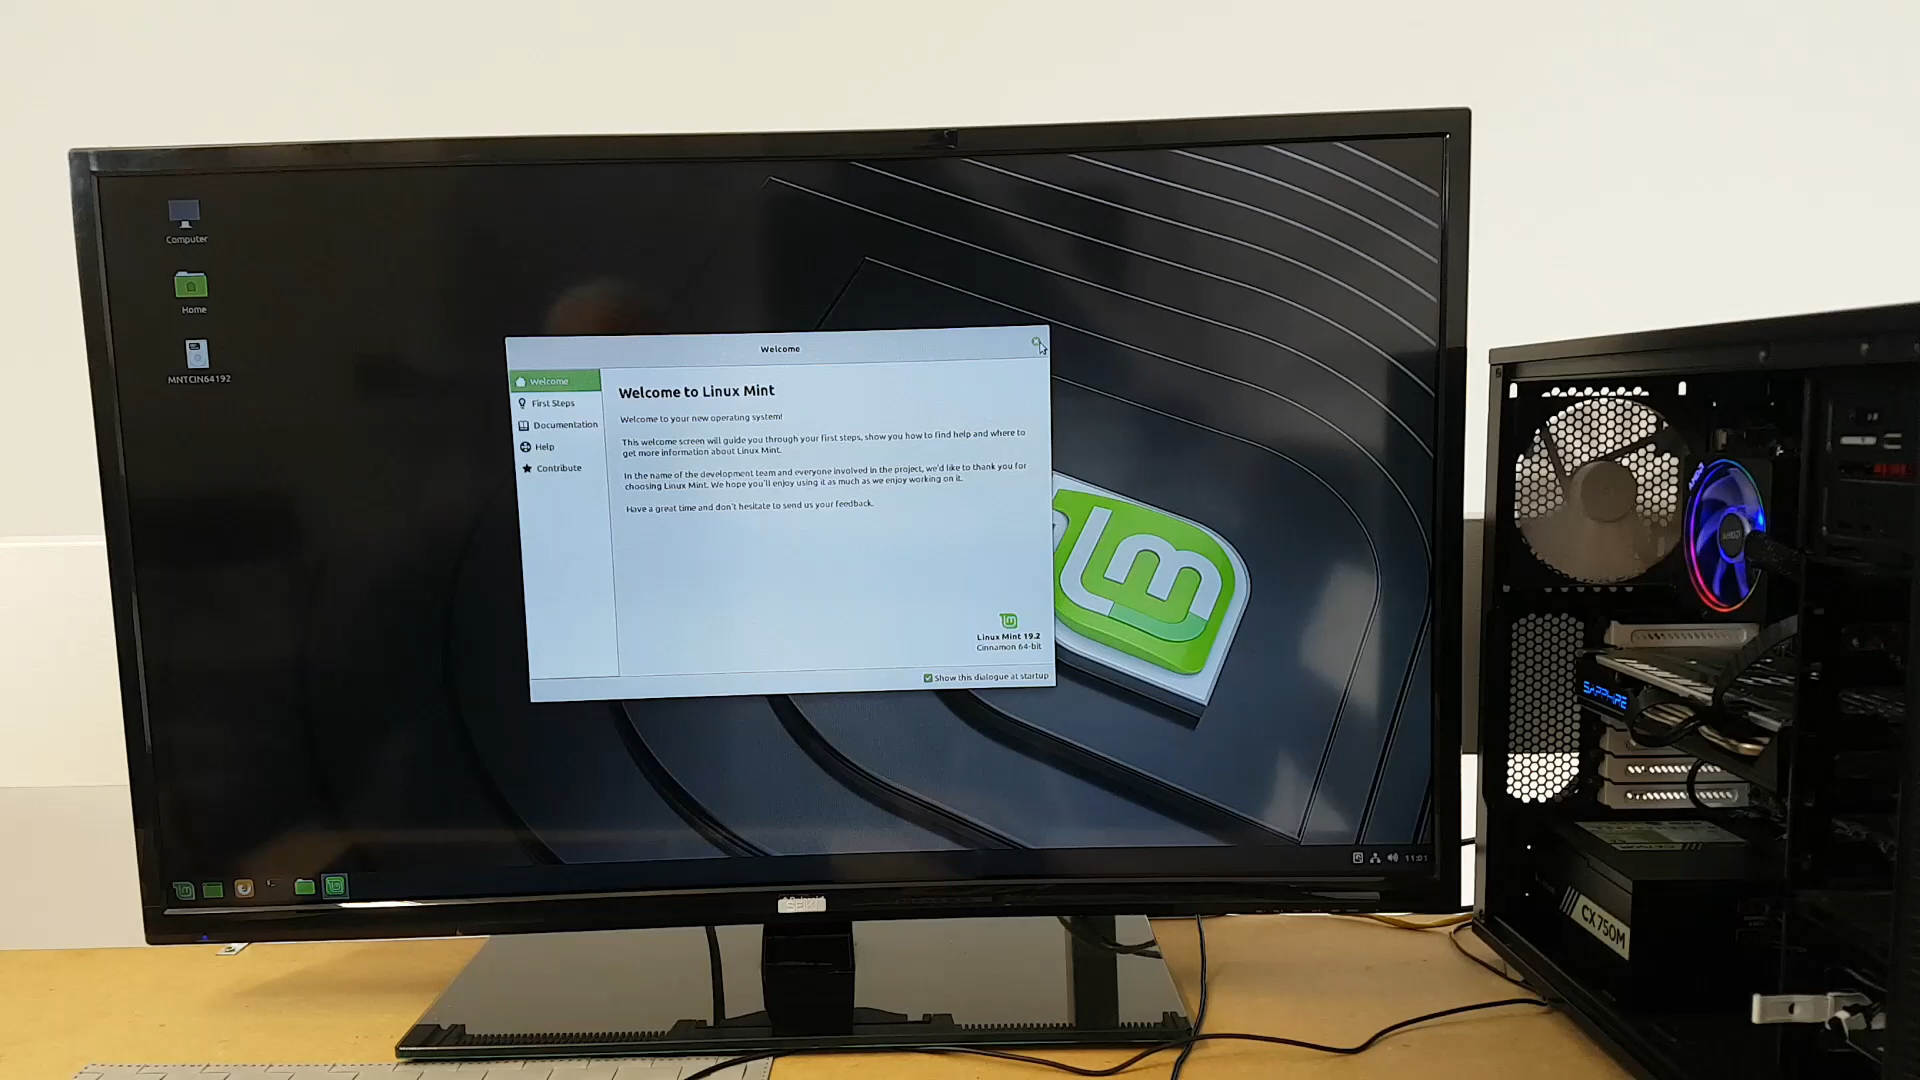 Computer
Home
MNTCIN64192
Welcome
Welcome
First Steps
Documentation
Help
Contribute
Welcome to Linux Mint
Welcome to your new operating system!
This welcome screen will guide you through your first steps, show you how to find help and where to
get more information about Linux Mint.
In the name of the development team and everyone involved in the project, we'd like to thank you for
choosing Linux Mint. We hope you'll enjoy using it as much as we enjoy working on it.
Have a great time and don't hesitate to send us your feedback.
Linux Mint 19.2
Cinnamon 64-bit
Show this dialogue at startup
11:01
SEIKI
AMD
SAPPHIRE
CX750M